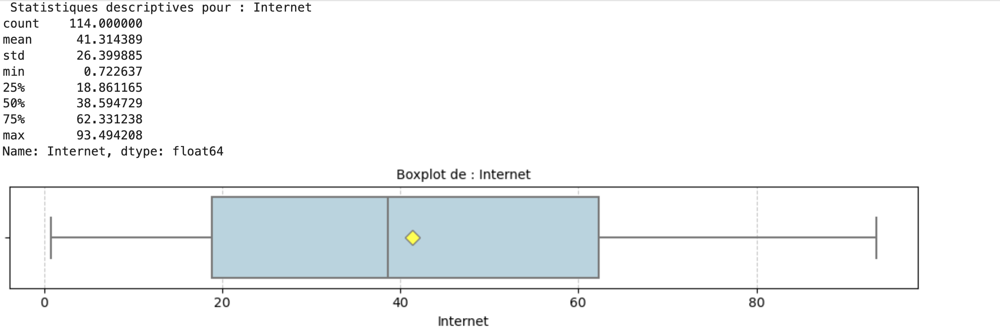 Statistiques descriptives pour : Internet
count 114.000000
mean 41.314389
std 26.399885
min 0.722637
25% 18.861165
50% 38.594729
75% 62.331238
max 93.494208
Name: Internet, dtype: float64
Boxplot de : Internet
0 20 40 60 80
Internet